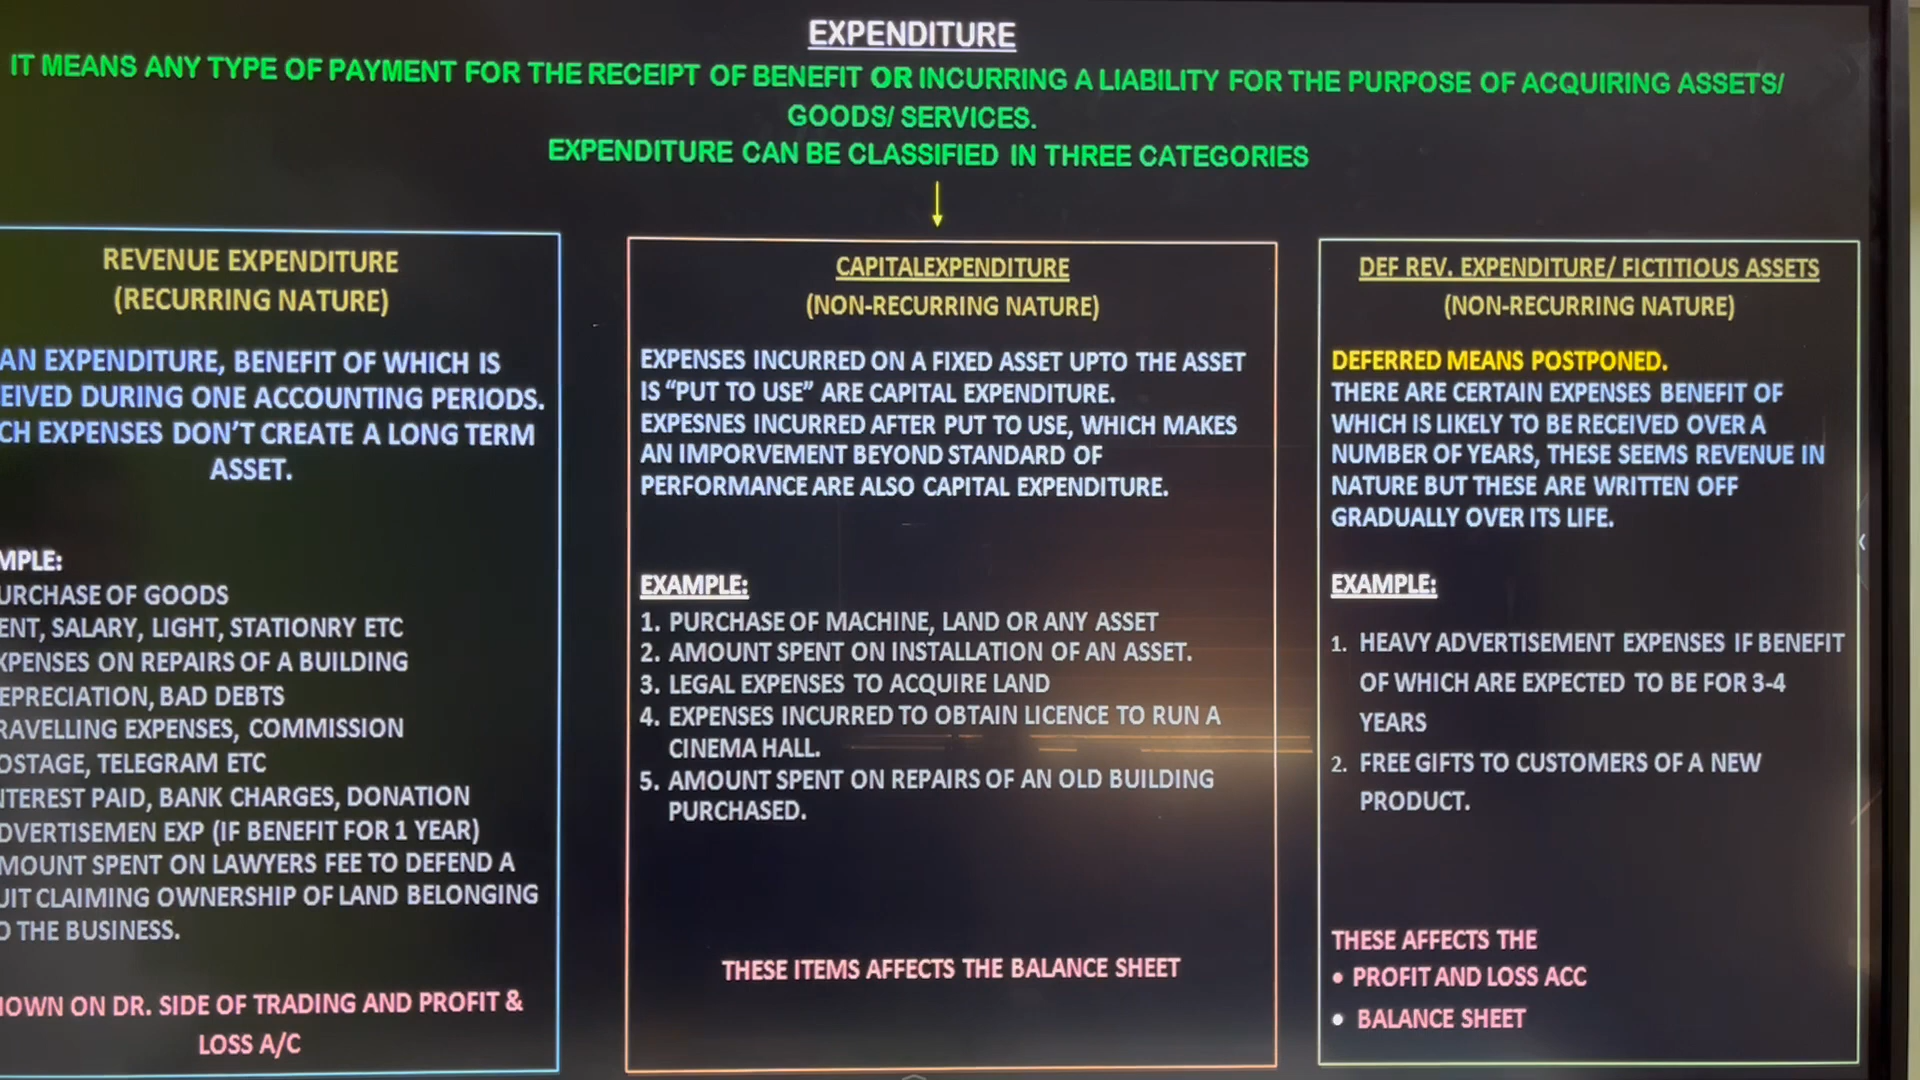 EXPENDITURE
IT MEANS ANY TYPE OF PAYMENT FOR THE RECEIPT OF BENEFIT OR INCURRING A LIABILITY FOR THE PURPOSE OF ACQUIRING ASSETS/
GOODS/ SERVICES.
EXPENDITURE CAN BE CLASSIFIED IN THREE CATEGORIES
REVENUE EXPENDITURE
(RECURRING NATURE)
AN EXPENDITURE, BENEFIT OF WHICH IS
EIVED DURING ONE ACCOUNTING PERIODS.
CH EXPENSES DON'T CREATE A LONG TERM
ASSET.
MPLE:
URCHASE OF GOODS
ENT, SALARY, LIGHT, STATIONRY ETC
XPENSES ON REPAIRS OF A BUILDING
EPRECIATION, BAD DEBTS
RAVELLING EXPENSES, COMMISSION
OSTAGE, TELEGRAM ETC
NTEREST PAID, BANK CHARGES, DONATION
DVERTISEMEN EXP (IF BENEFIT FOR 1 YEAR)
MOUNT SPENT ON LAWYERS FEE TO DEFEND A
UIT CLAIMING OWNERSHIP OF LAND BELONGING
O THE BUSINESS.
HOWN ON DR. SIDE OF TRADING AND PROFIT &
LOSS A/C
CAPITALEXPENDITURE
(NON-RECURRING NATURE)
EXPENSES INCURRED ON A FIXED ASSET UPTO THE ASSET
IS “PUT TO USE” ARE CAPITAL EXPENDITURE.
EXPESNES INCURRED AFTER PUT TO USE, WHICH MAKES
AN IMPORVEMENT BEYOND STANDARD OF
PERFORMANCE ARE ALSO CAPITAL EXPENDITURE.
EXAMPLE:
1. PURCHASE OF MACHINE, LAND OR ANY ASSET
2. AMOUNT SPENT ON INSTALLATION OF AN ASSET.
3. LEGAL EXPENSES TO ACQUIRE LAND
4. EXPENSES INCURRED TO OBTAIN LICENCE TO RUN A
CINEMA HALL.
5. AMOUNT SPENT ON REPAIRS OF AN OLD BUILDING
PURCHASED.
THESE ITEMS AFFECTS THE BALANCE SHEET
DEF REV. EXPENDITURE/ FICTITIOUS ASSETS
(NON-RECURRING NATURE)
DEFERRED MEANS POSTPONED.
THERE ARE CERTAIN EXPENSES BENEFIT OF
WHICH IS LIKELY TO BE RECEIVED OVER A
NUMBER OF YEARS, THESE SEEMS REVENUE IN
NATURE BUT THESE ARE WRITTEN OFF
GRADUALLY OVER ITS LIFE.
EXAMPLE:
1. HEAVY ADVERTISEMENT EXPENSES IF BENEFIT
OF WHICH ARE EXPECTED TO BE FOR 3-4
YEARS
2. FREE GIFTS TO CUSTOMERS OF A NEW
PRODUCT.
THESE AFFECTS THE
• PROFIT AND LOSS ACC
• BALANCE SHEET